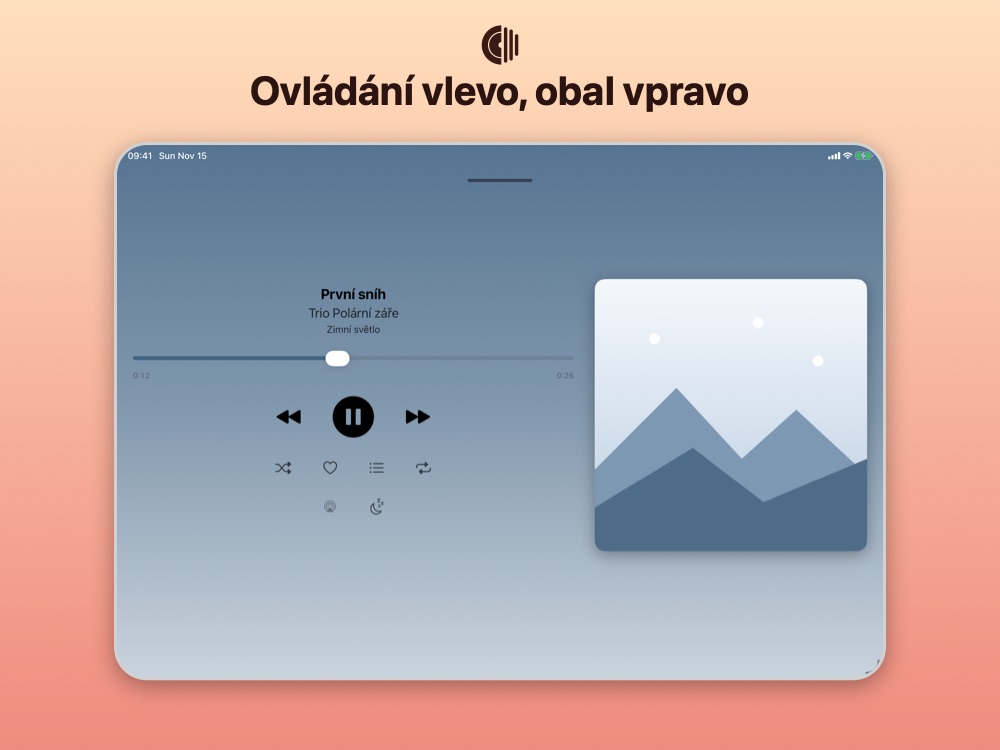 Ovládání vlevo, obal vpravo
09:41 Sun Nov 15
První sníh
Trio Polární záře
Zimní světlo
0:12 0:26